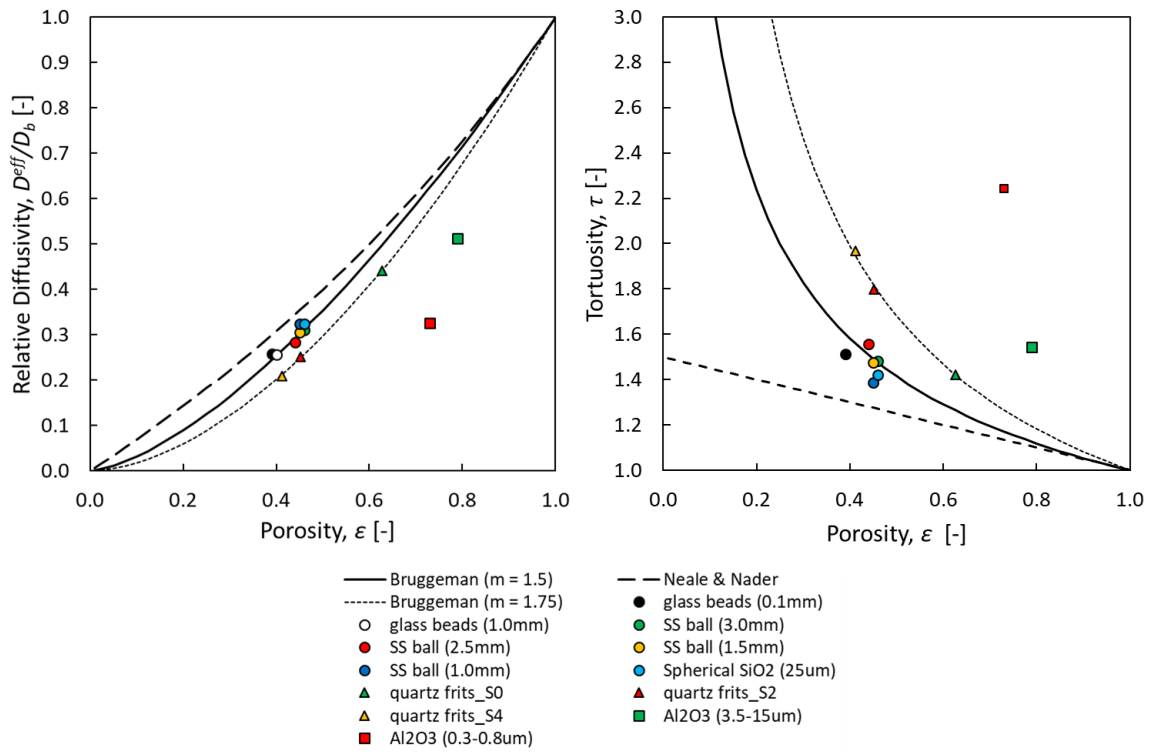 1.0
0.9
0.8
0.7
0.6
0.5
0.4
0.3
0.2
0.1
0.0
Relative Diffusivity, D^eff/D_b [-]
0.0 0.2 0.4 0.6 0.8 1.0
Porosity, ε [-]
3.0
2.8
2.6
2.4
2.2
2.0
1.8
1.6
1.4
1.2
1.0
Tortuosity, τ [-]
0.0 0.2 0.4 0.6 0.8 1.0
Porosity, ε [-]
Bruggeman (m = 1.5) Neale & Nader
Bruggeman (m = 1.75) glass beads (0.1mm)
glass beads (1.0mm) SS ball (3.0mm)
SS ball (2.5mm) SS ball (1.5mm)
SS ball (1.0mm) Spherical SiO2 (25um)
quartz frits_S0 quartz frits_S2
quartz frits_S4 Al2O3 (3.5-15um)
Al2O3 (0.3-0.8um)